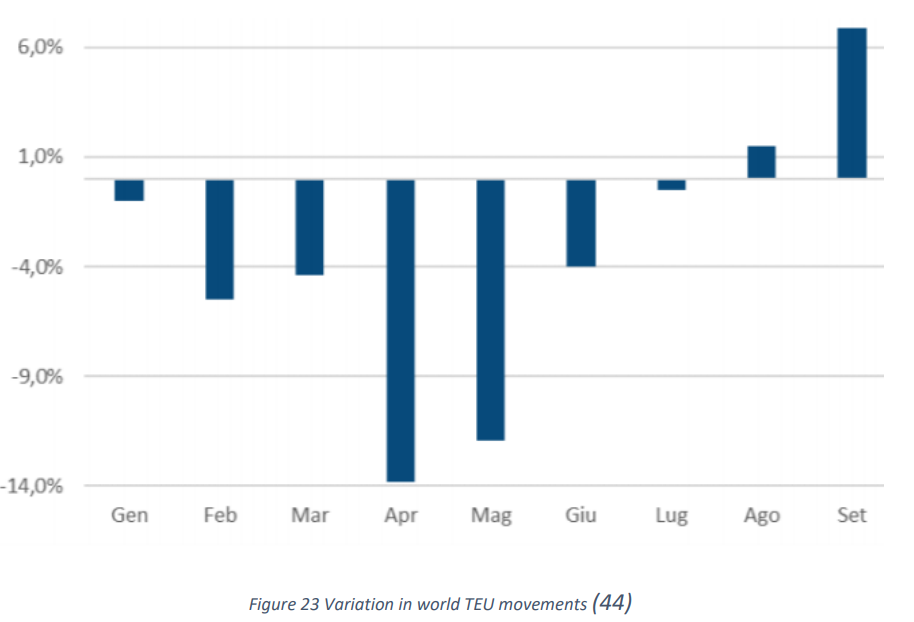 6,0%
1,0%
-4,0%
-9,0%
-14,0%
Gen Feb Mar Apr Mag Giu Lug Ago Set
Figure 23 Variation in world TEU movements (44)